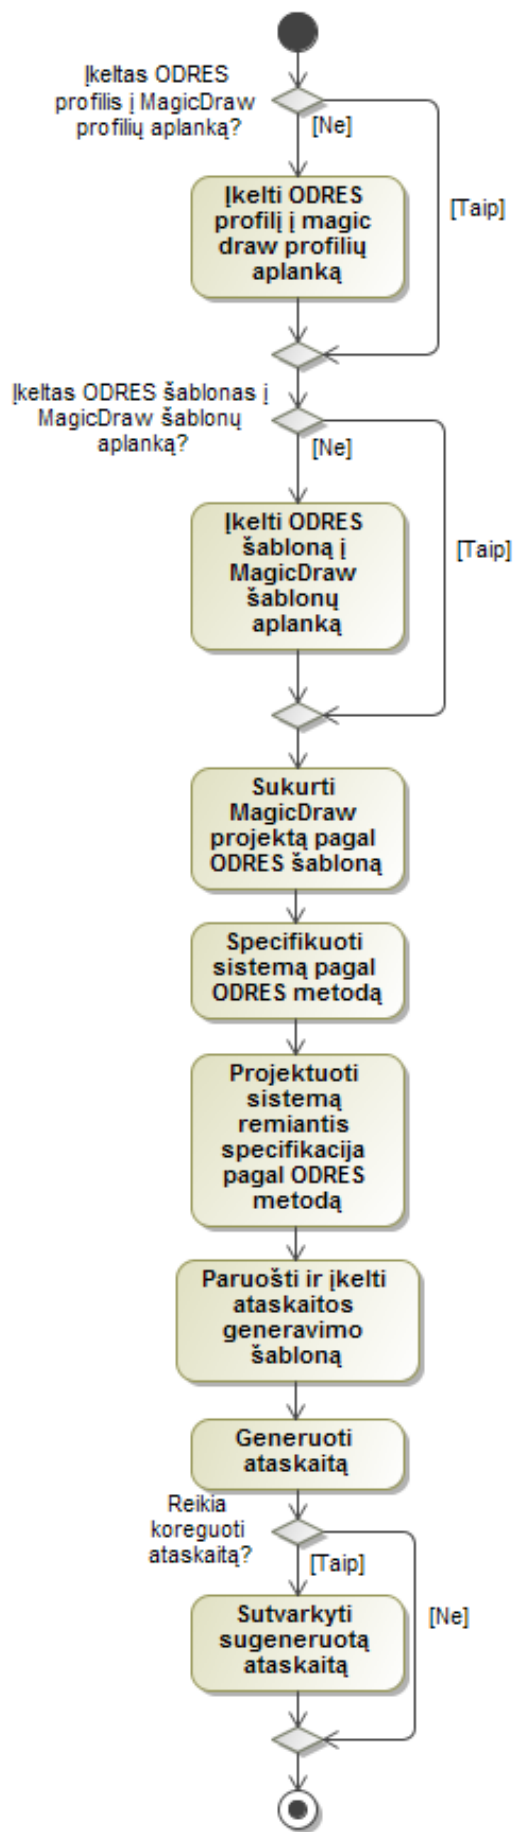 Įkeltas ODRES
profilis į MagicDraw
profilių aplanką?
[Ne]
[Taip]
Įkelti ODRES
profilį į magic
draw profilių
aplanką
Įkeltas ODRES šablonas į
MagicDraw šablonų
aplanką?
[Ne]
[Taip]
Įkelti ODRES
šabloną į
MagicDraw
šablonų
aplanką
Sukurti
MagicDraw
projektą pagal
ODRES šabloną
Specifikuoti
sistemą pagal
ODRES metodą
Projektuoti
sistemą
remiantis
specifikacija
pagal ODRES
metodą
Paruošti ir įkelti
ataskaitos
generavimo
šabloną
Generuoti
ataskaitą
Reikia
koreguoti
ataskaitą?
[Taip]
[Ne]
Sutvarkyti
sugeneruotą
ataskaitą